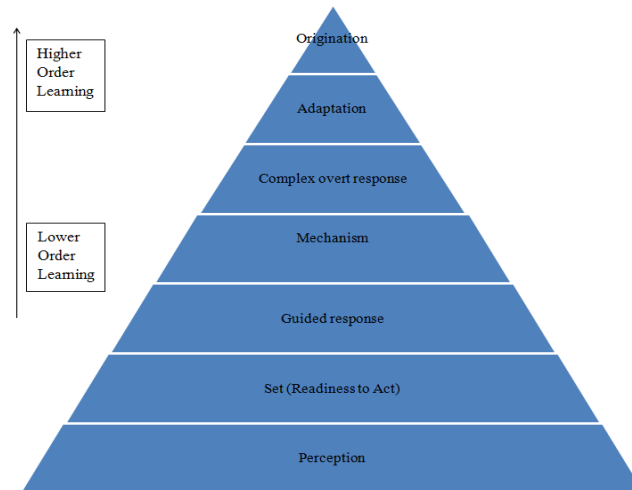 Origination
Higher
Order
Learning
Adaptation
Complex overt response
Lower
Order
Learning
Mechanism
Guided response
Set (Readiness to Act)
Perception